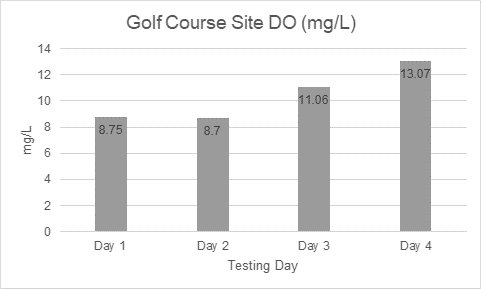 Golf Course Site DO (mg/L)
14
12
10
8
6
4
2
0
mg/L
8.75
8.7
11.06
13.07
Day 1
Day 2
Day 3
Day 4
Testing Day